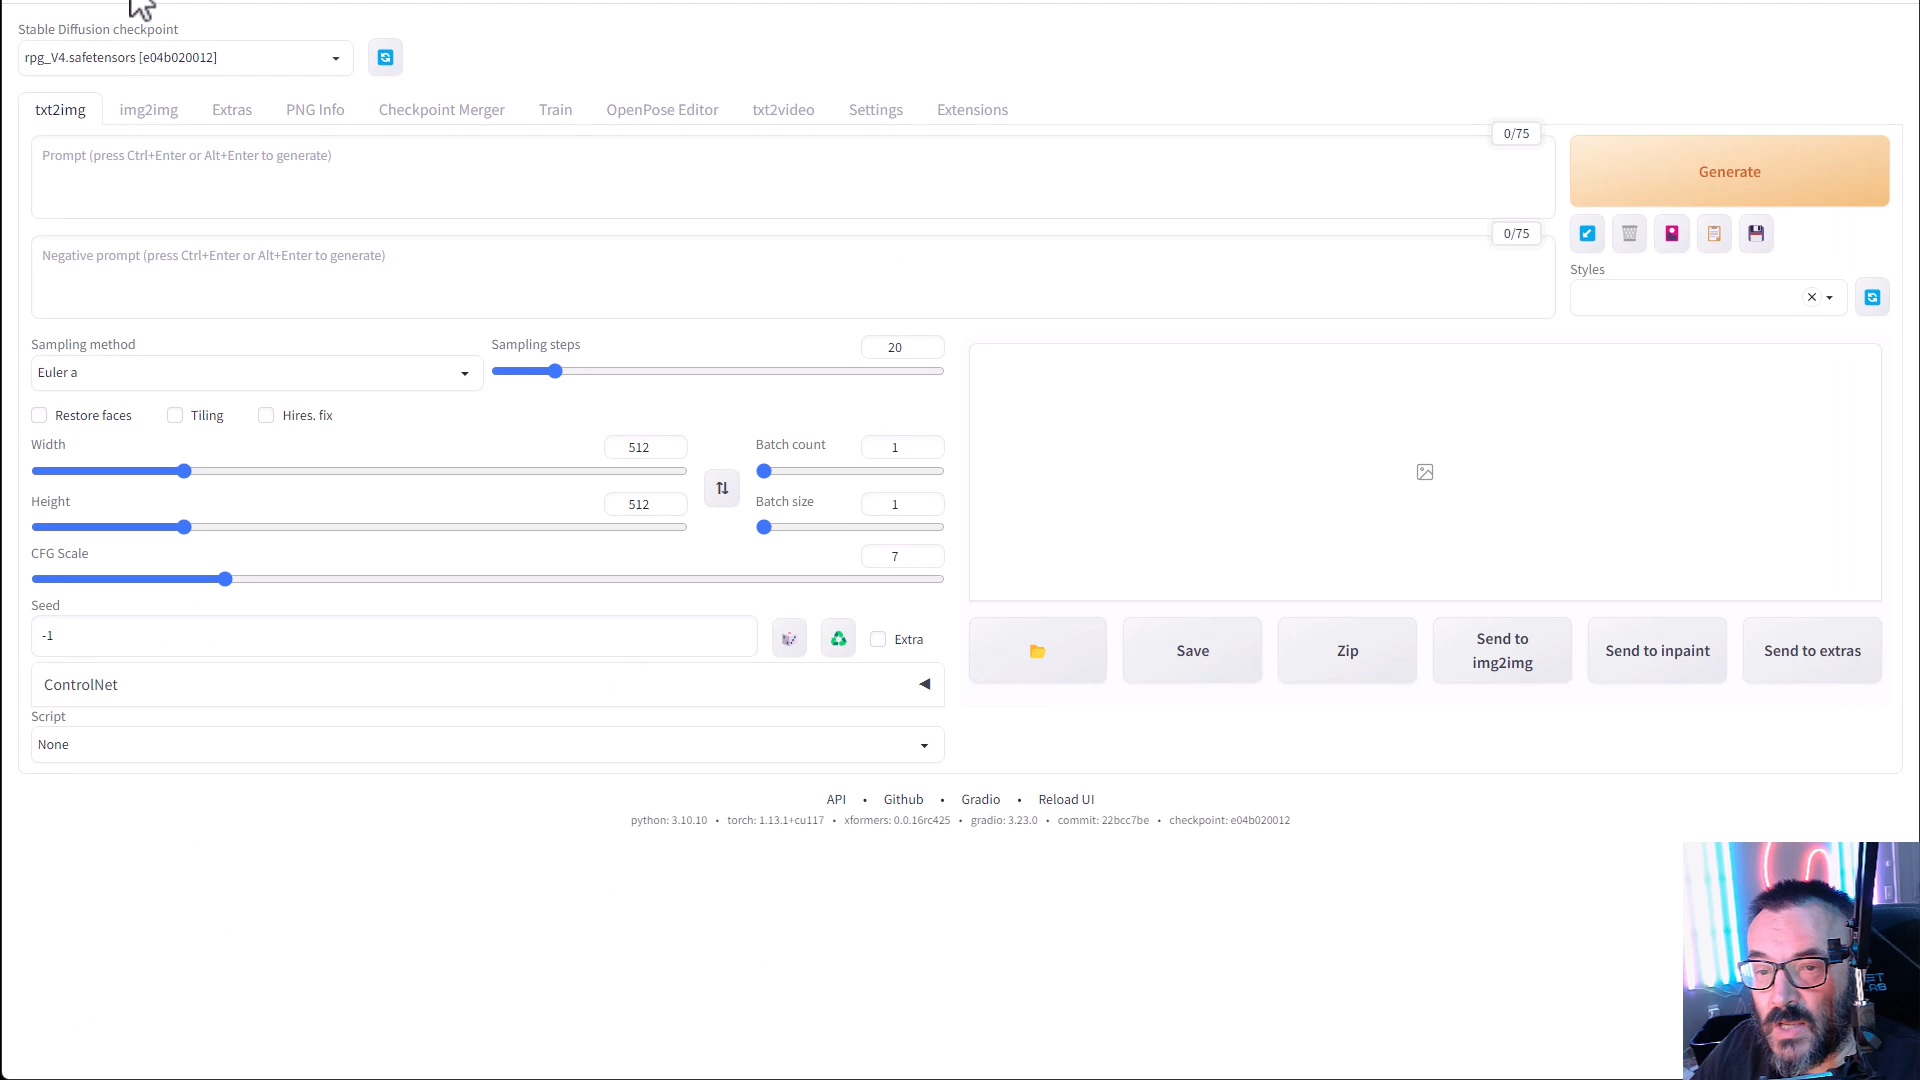 Stable Diffusion checkpoint
rpg_V4.safetensors [e04b020012]
txt2img img2img Extras PNG Info Checkpoint Merger Train OpenPose Editor txt2video Settings Extensions
0/75
Prompt (press Ctrl+Enter or Alt+Enter to generate)
Generate
0/75
Negative prompt (press Ctrl+Enter or Alt+Enter to generate)
Styles
Sampling method
Euler a
Sampling steps
20
Restore faces Tiling Hires. fix
Width
512
Batch count
1
Height
512
Batch size
1
CFG Scale
7
Seed
-1
Extra
ControlNet
Script
None
Save
Zip
Send to
img2img
Send to inpaint
Send to extras
API • Github • Gradio • Reload UI
python: 3.10.10 • torch: 1.13.1+cu117 • xformers: 0.0.16rc425 • gradio: 3.23.0 • commit: 22bcc7be • checkpoint: e04b020012